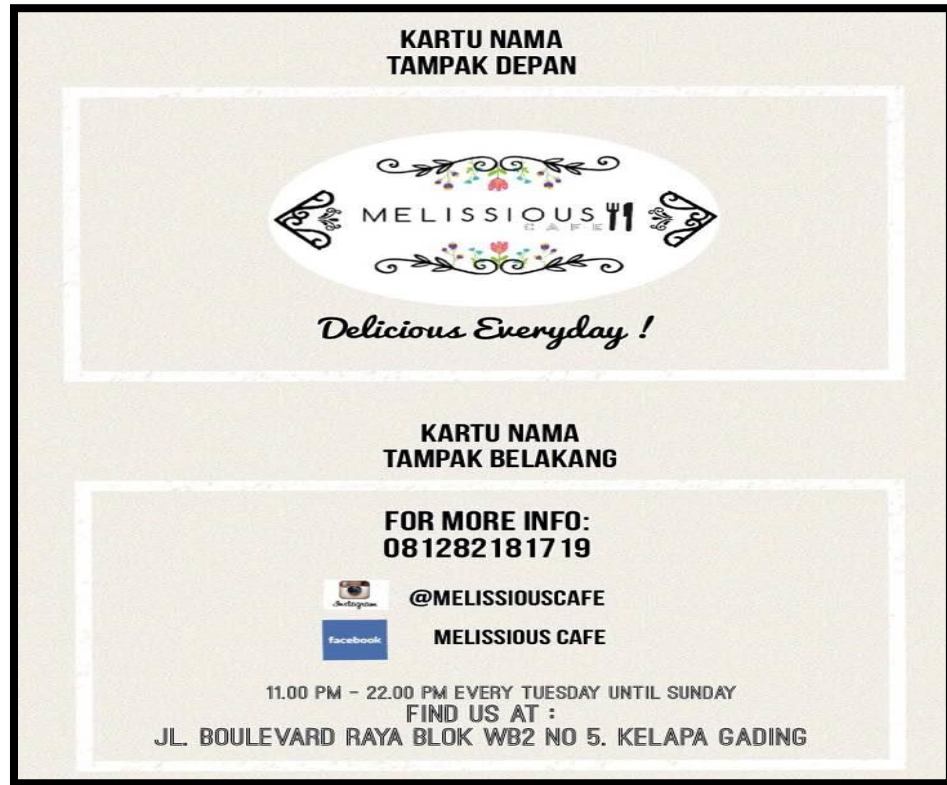 KARTU NAMA
TAMPAK DEPAN
MELISSIOUS
CAFE
Delicious Everyday !
KARTU NAMA
TAMPAK BELAKANG
FOR MORE INFO:
081282181719
Instagram @MELISSIOUSCAFE
facebook MELISSIOUS CAFE
11.00 PM - 22.00 PM EVERY TUESDAY UNTIL SUNDAY
FIND US AT :
JL. BOULEVARD RAYA BLOK WB2 NO 5. KELAPA GADING